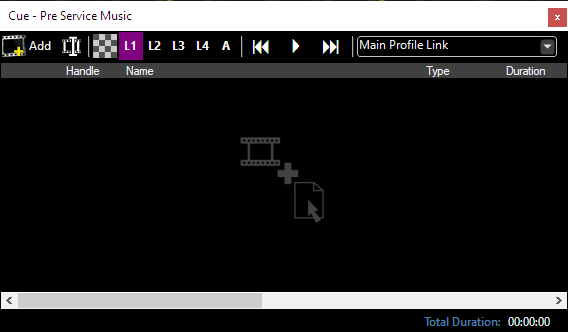 Cue - Pre Service Music
Add L1 L2 L3 L4 A Main Profile Link
Handle Name Type Duration
Total Duration: 00:00:00